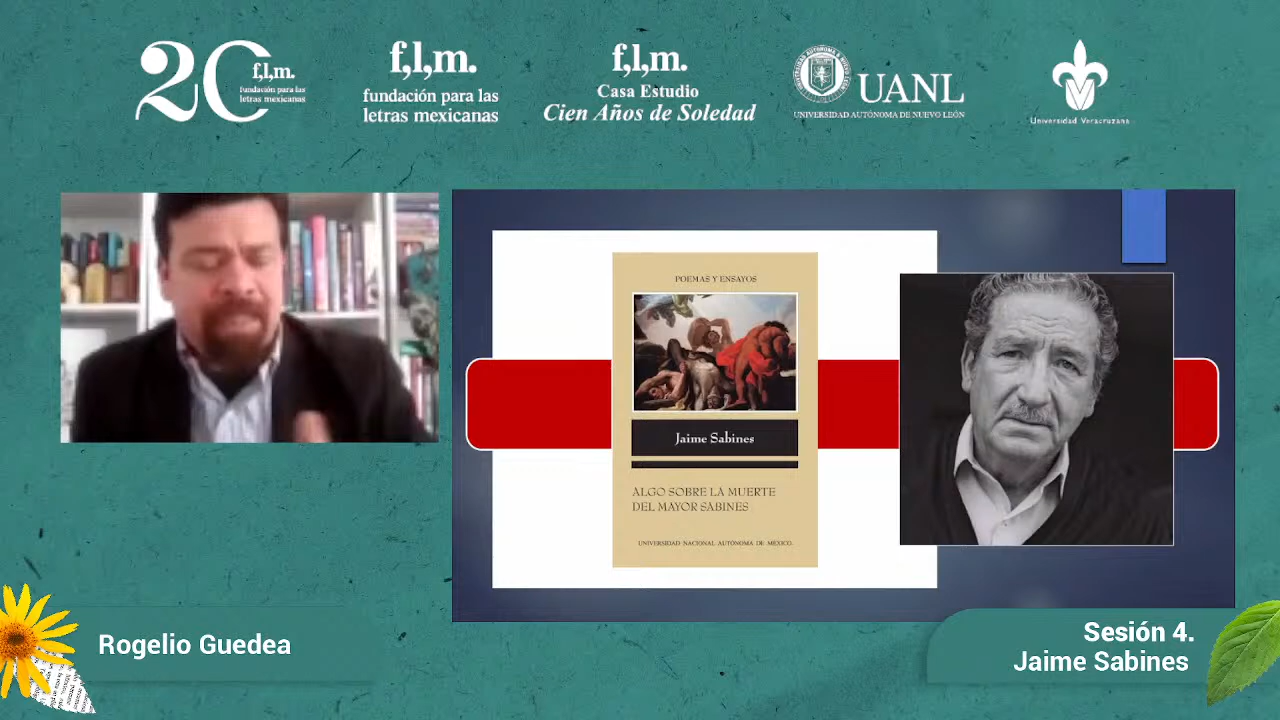 20 f,l,m.
fundación para las
letras mexicanas
f,l,m.
fundación para las
letras mexicanas
f,l,m.
Casa Estudio
Cien Años de Soledad
UANL
UNIVERSIDAD AUTÓNOMA DE NUEVO LEÓN
Universidad Veracruzana
POEMAS Y ENSAYOS
Jaime Sabines
ALGO SOBRE LA MUERTE
DEL MAYOR SABINES
UNIVERSIDAD NACIONAL AUTÓNOMA DE MÉXICO.
Rogelio Guedea
Sesión 4.
Jaime Sabines